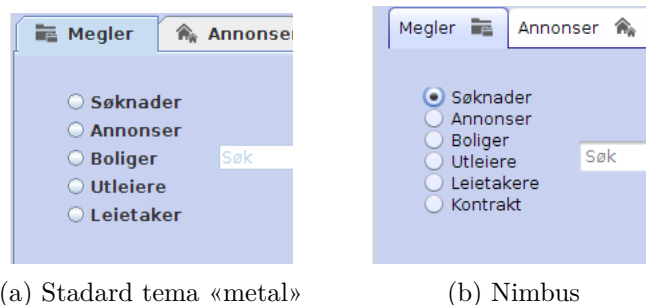 Megler Annonser
Søknader
Annonser
Boliger
Søk
Utleiere
Leietaker
Megler Annonser
Søknader
Annonser
Boliger
Utleiere
Søk
Leietakere
Kontrakt
(a) Stadard tema «metal»
(b) Nimbus